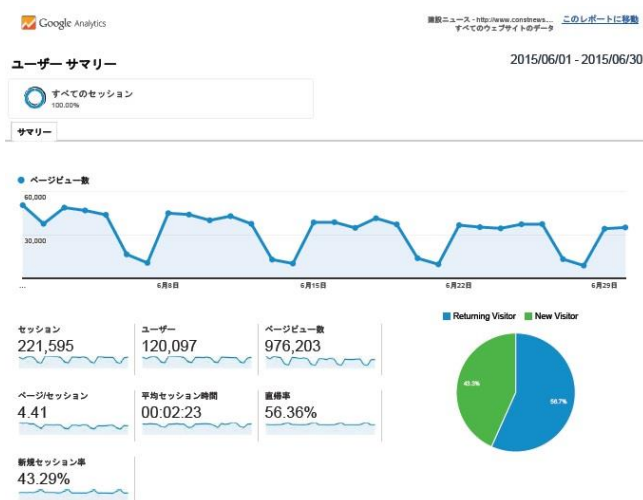 Google Analytics
建設ニュース - http://www.constnews....
すべてのウェブサイトのデータ
このレポートに移動
ユーザー サマリー
2015/06/01 - 2015/06/30
すべてのセッション
100.00%
サマリー
ページビュー数
60,000
30,000
...
6月8日
6月15日
6月22日
6月29日
セッション
221,595
ユーザー
120,097
ページビュー数
976,203
ページ/セッション
4.41
平均セッション時間
00:02:23
直帰率
56.36%
新規セッション率
43.29%
Returning Visitor
New Visitor
43.3%
56.7%